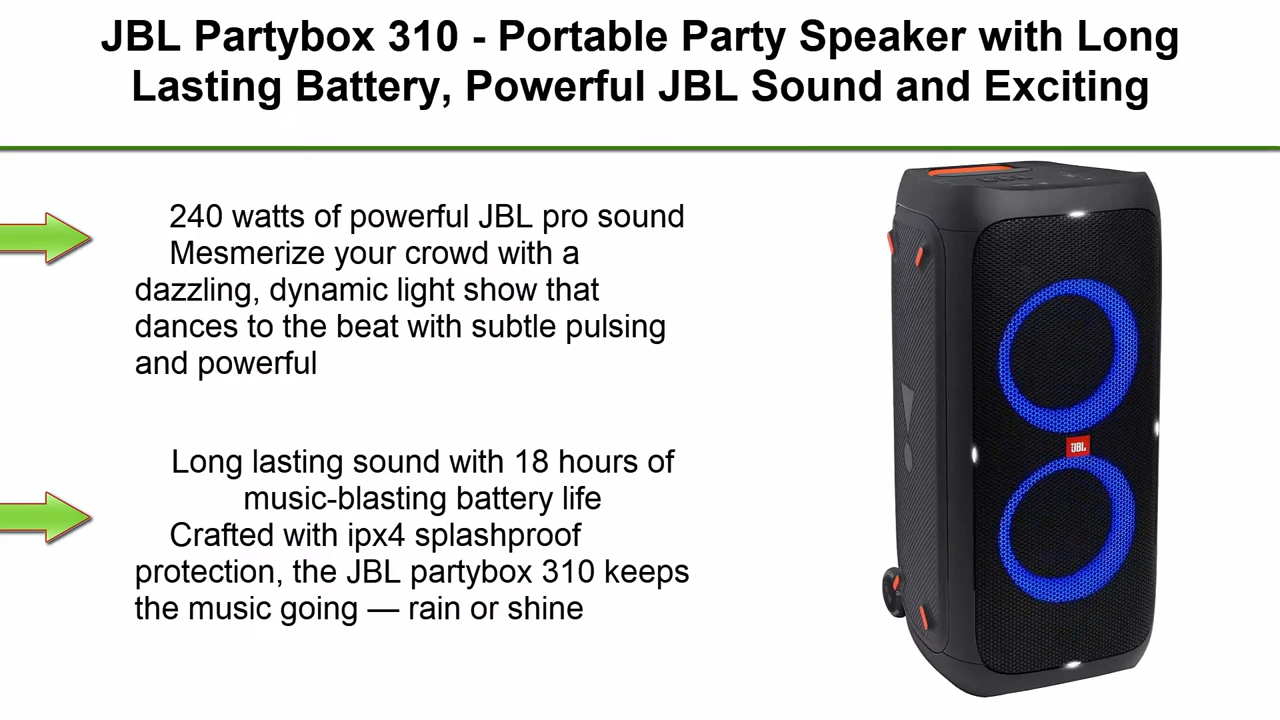 JBL Partybox 310 - Portable Party Speaker with Long
Lasting Battery, Powerful JBL Sound and Exciting
240 watts of powerful JBL pro sound
Mesmerize your crowd with a
dazzling, dynamic light show that
dances to the beat with subtle pulsing
and powerful
Long lasting sound with 18 hours of
music-blasting battery life
Crafted with ipx4 splashproof
protection, the JBL partybox 310 keeps
the music going — rain or shine
JBL